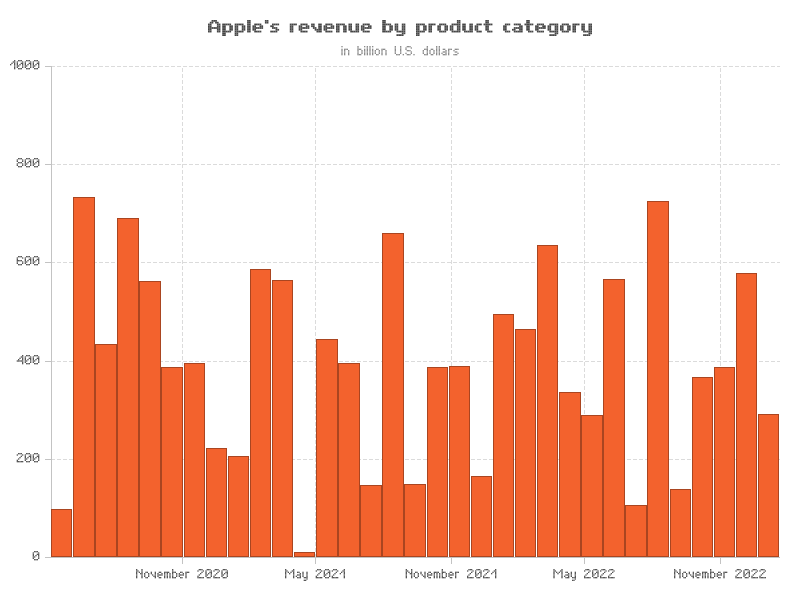 Apple's revenue by product category
in billion U.S. dollars
1000
800
600
400
200
0
November 2020 May 2021 November 2021 May 2022 November 2022